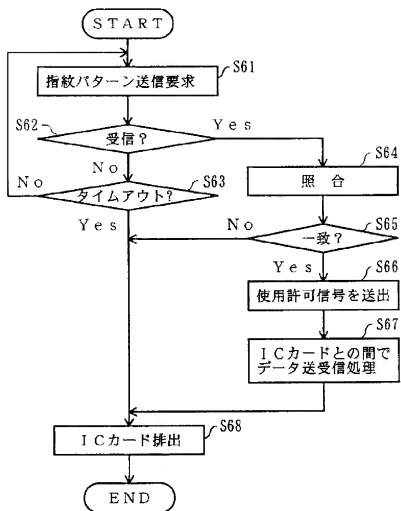 START
指紋パターン送信要求
S61
S62
受信?
Yes
No
S64
照合
No
タイムアウト?
S63
Yes
No
一致?
S65
Yes
S66
使用許可信号を送出
S67
ICカードとの間で
データ送受信処理
ICカード排出
S68
END